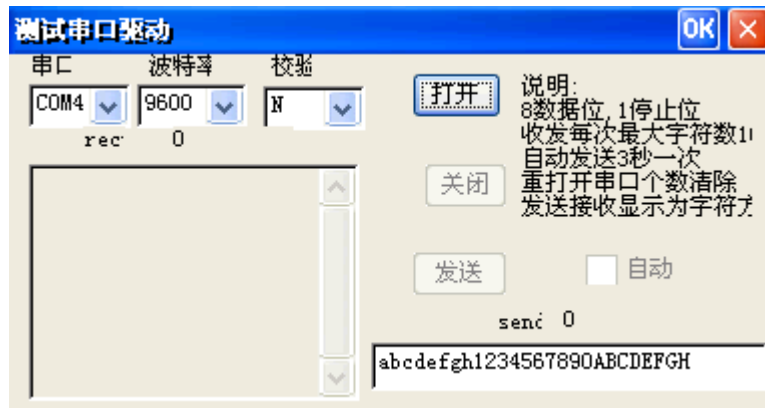 测试串口驱动
OK
串口 波特率 校验
COM4 9600 N
rec 0
打开
关闭
发送
自动
说明:
8数据位, 1停止位
收发每次最大字符数1
自动发送3秒一次
重打开串口个数清除
发送接收显示为字符
send 0
abcdefgh1234567890ABCDEFGH